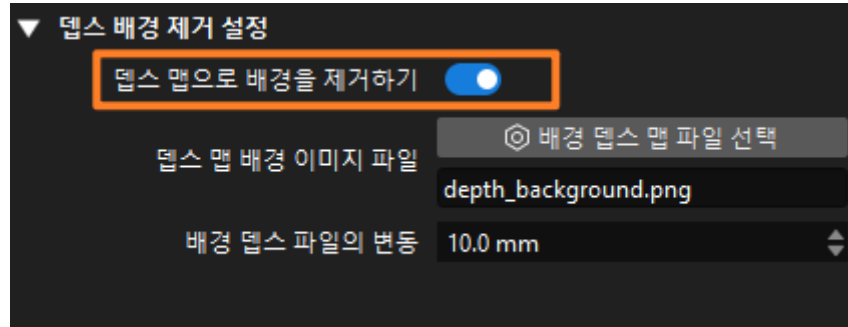 ▼ 뎁스 배경 제거 설정
뎁스 맵으로 배경을 제거하기
뎁스 맵 배경 이미지 파일
배경 뎁스 맵 파일 선택
depth_background.png
배경 뎁스 파일의 변동 10.0 mm